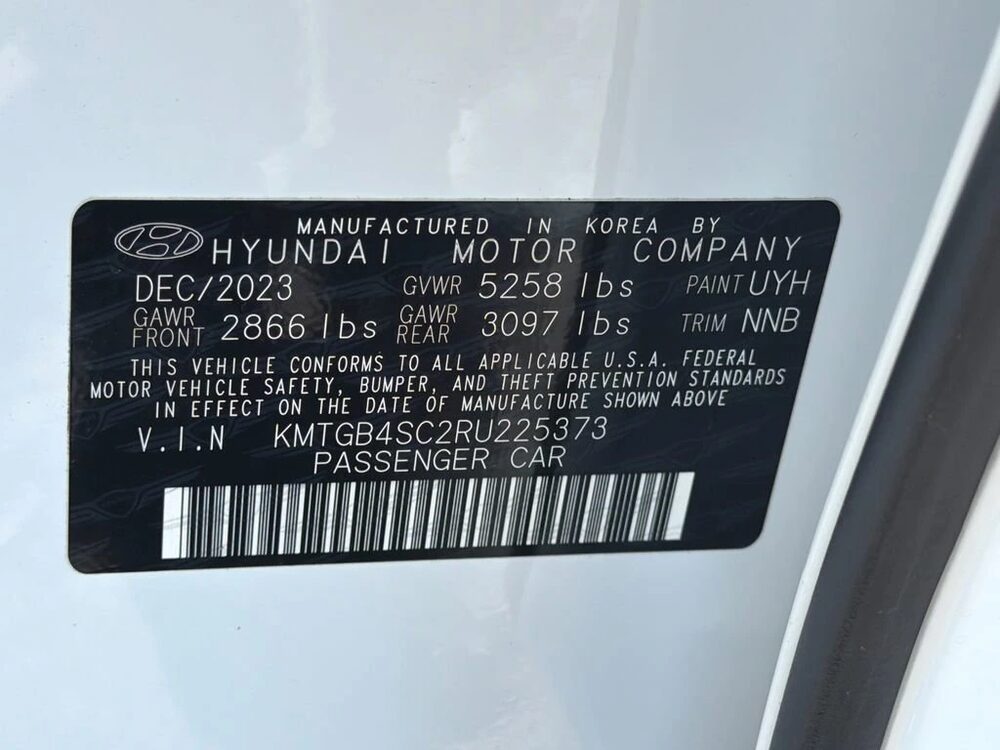 MANUFACTURED IN KOREA BY
HYUNDAI MOTOR COMPANY
DEC/2023 GVWR 5258 lbs PAINT UYH
GAWR FRONT 2866 lbs GAWR REAR 3097 lbs TRIM NNB
THIS VEHICLE CONFORMS TO ALL APPLICABLE U.S.A. FEDERAL
MOTOR VEHICLE SAFETY, BUMPER, AND THEFT PREVENTION STANDARDS
IN EFFECT ON THE DATE OF MANUFACTURE SHOWN ABOVE
V.I.N KMTGB4SC2RU225373
PASSENGER CAR